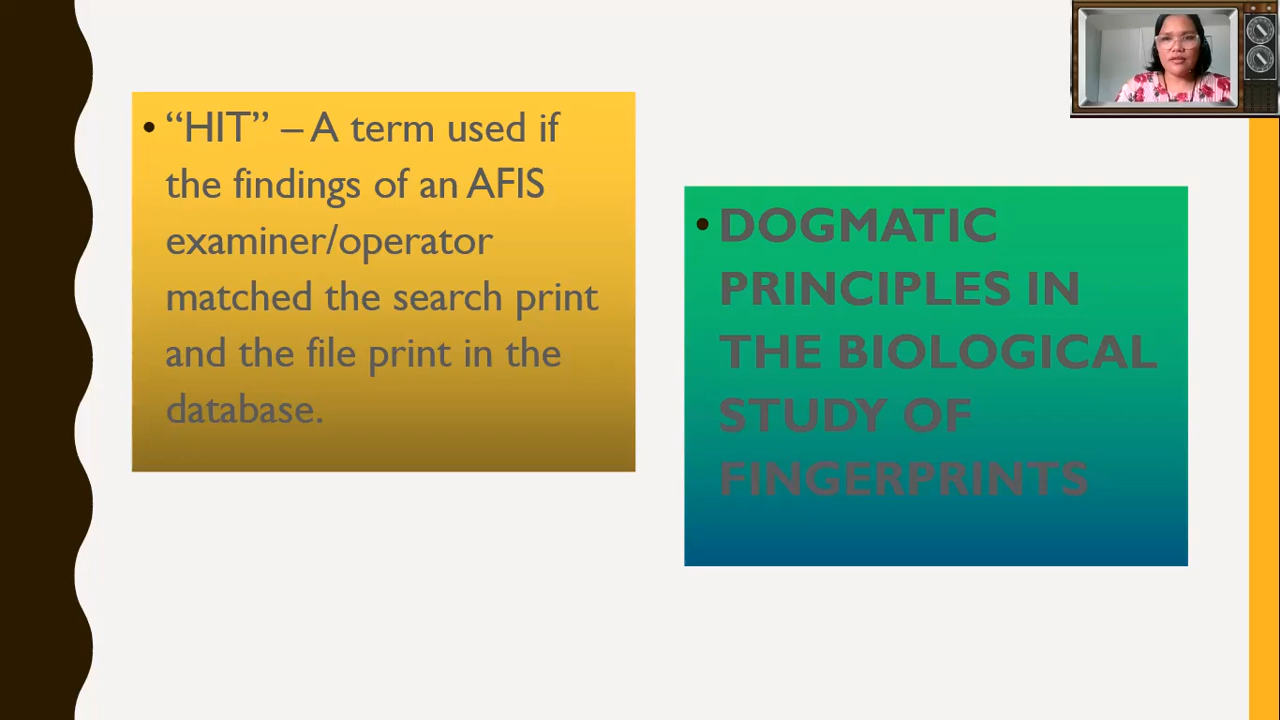 • “HIT” – A term used if
the findings of an AFIS
examiner/operator
matched the search print
and the file print in the
database.
• DOGMATIC
PRINCIPLES IN
THE BIOLOGICAL
STUDY OF
FINGERPRINTS